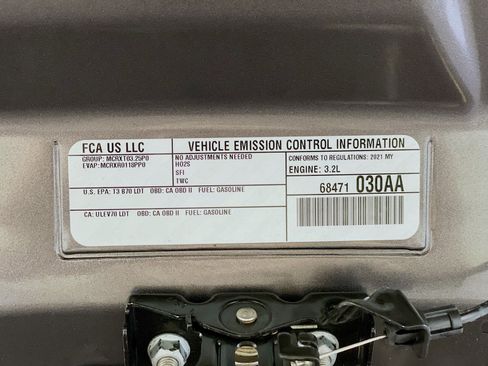 FCA US LLC
VEHICLE EMISSION CONTROL INFORMATION
GROUP: MCRXT03.25P0
EVAP: MCRXR0118PP0
NO ADJUSTMENTS NEEDED
HO2S
SFI
TWC
CONFORMS TO REGULATIONS: 2021 MY
ENGINE: 3.2L
68471 030AA
U.S. EPA: T3 B70 LDT OBD: CA OBD II FUEL: GASOLINE
CA: ULEV70 LDT OBD: CA OBD II FUEL: GASOLINE